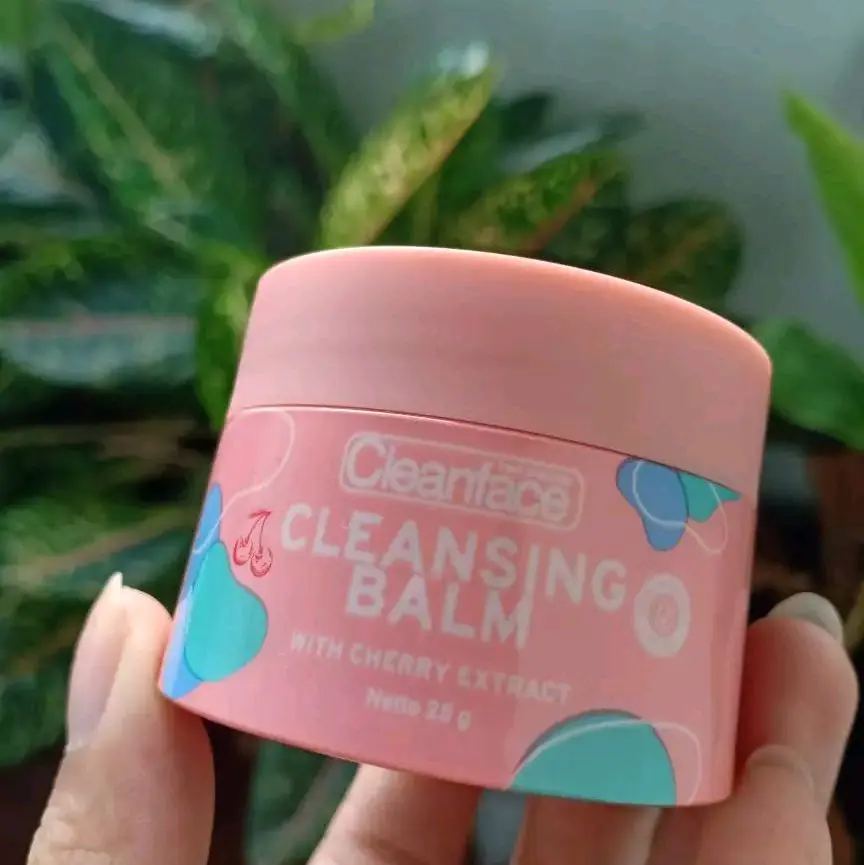 Cleanface
CLEANSING
BALM
WITH CHERRY EXTRACT
Netto 25 g